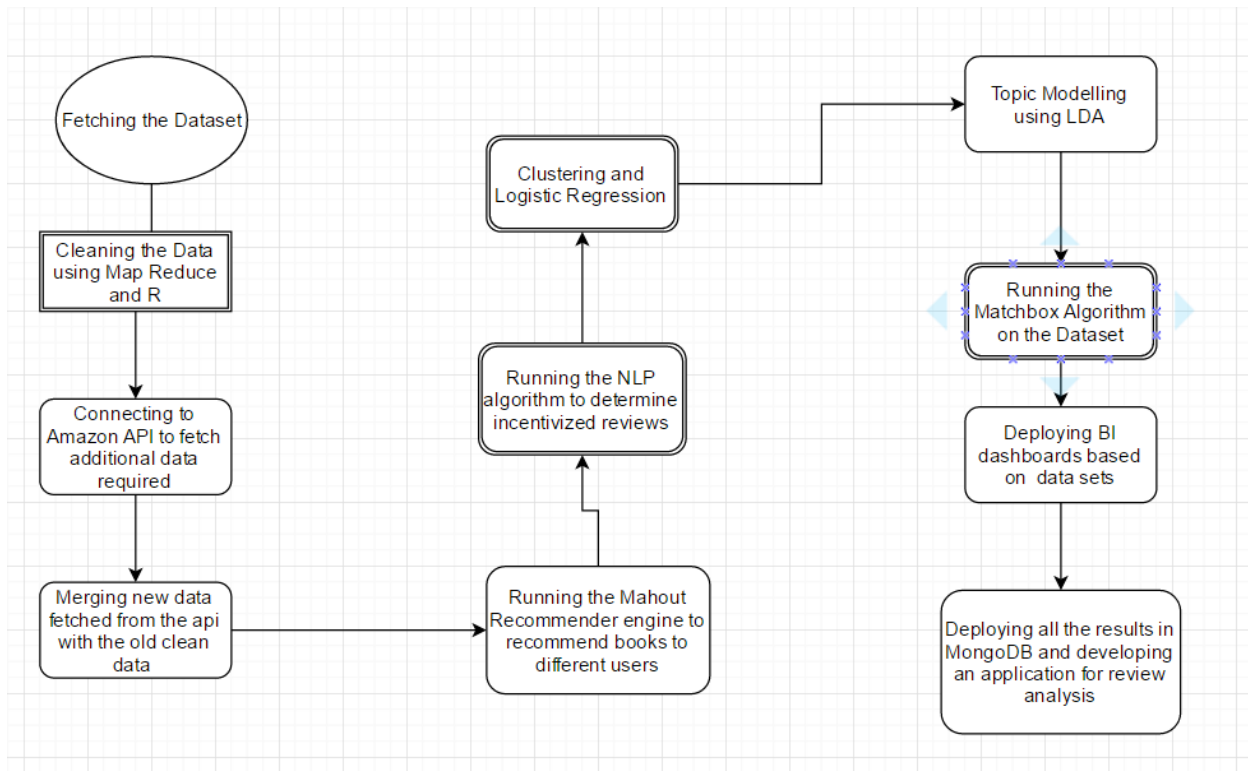 Fetching the Dataset
Cleaning the Data
using Map Reduce
and R
Connecting to
Amazon API to fetch
additional data
required
Merging new data
fetched from the api
with the old clean
data
Running the Mahout
Recommender engine to
recommend books to
different users
Running the NLP
algorithm to determine
incentivized reviews
Clustering and
Logistic Regression
Topic Modelling
using LDA
Running the
Matchbox Algorithm
on the Dataset
Deploying BI
dashboards based
on data sets
Deploying all the results in
MongoDB and developing
an application for review
analysis